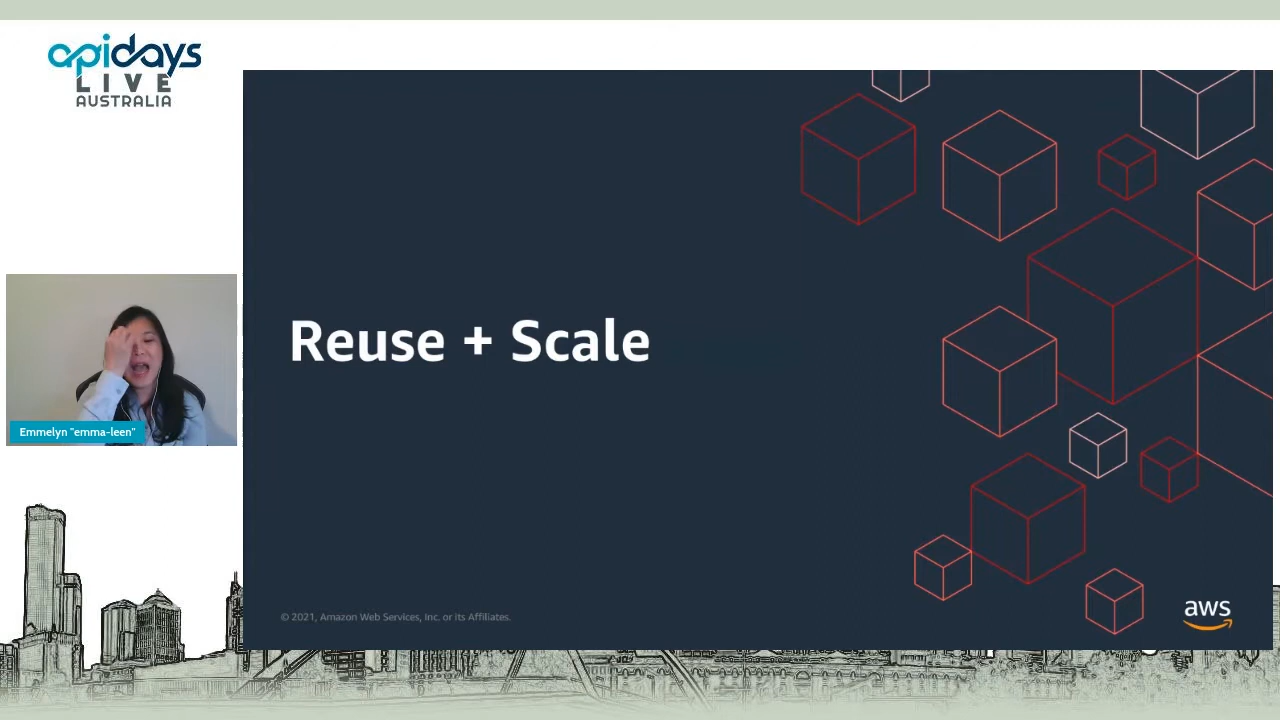 apidays
LIVE
AUSTRALIA
Reuse + Scale
Emmelyn "emma-leen"
© 2021, Amazon Web Services, Inc. or its Affiliates.
aws